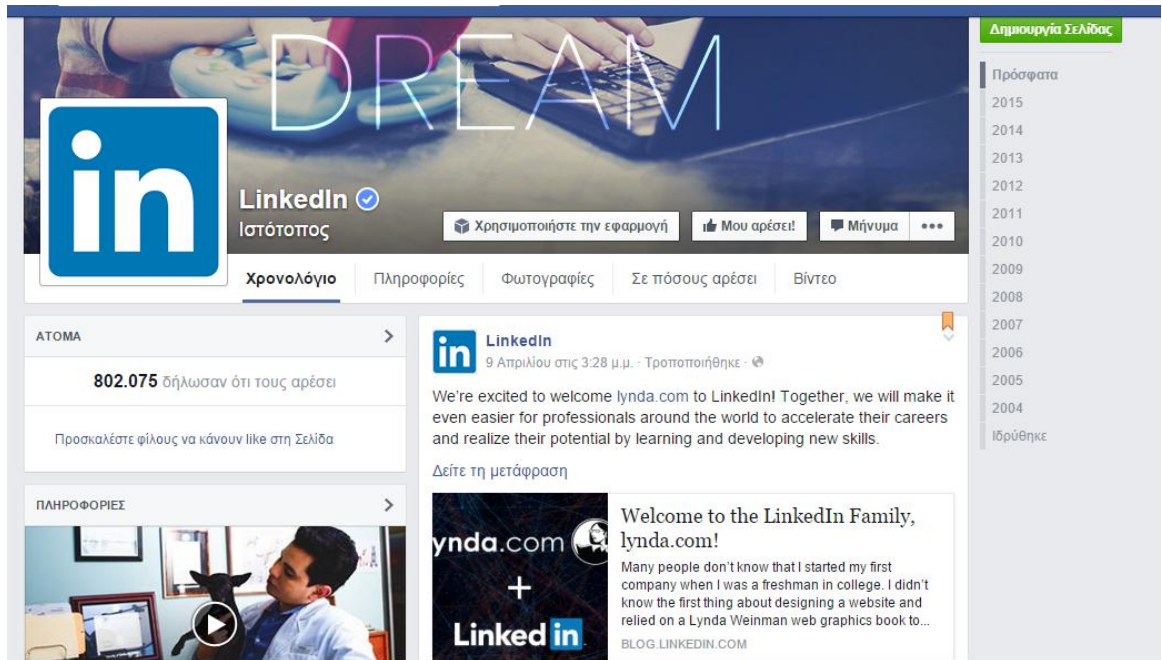 DREAM
in
LinkedIn
Ιστότοπος
Χρησιμοποιήστε την εφαρμογή
Μου αρέσει!
Μήνυμα
•••
Χρονολόγιο
Πληροφορίες
Φωτογραφίες
Σε πόσους αρέσει
Βίντεο
ΑΤΟΜΑ
802.075 δήλωσαν ότι τους αρέσει
Προσκαλέστε φίλους να κάνουν like στη Σελίδα
ΠΛΗΡΟΦΟΡΙΕΣ
in
LinkedIn
9 Απριλίου στις 3:28 μ.μ. · Τροποποιήθηκε ·
We're excited to welcome lynda.com to LinkedIn! Together, we will make it
even easier for professionals around the world to accelerate their careers
and realize their potential by learning and developing new skills.
Δείτε τη μετάφραση
ynda.com
+
Linked in
Welcome to the LinkedIn Family,
lynda.com!
Many people don't know that I started my first
company when I was a freshman in college. I didn't
know the first thing about designing a website and
relied on a Lynda Weinman web graphics book to...
BLOG.LINKEDIN.COM
Δημιουργία Σελίδας
Πρόσφατα
2015
2014
2013
2012
2011
2010
2009
2008
2007
2006
2005
2004
Ιδρύθηκε